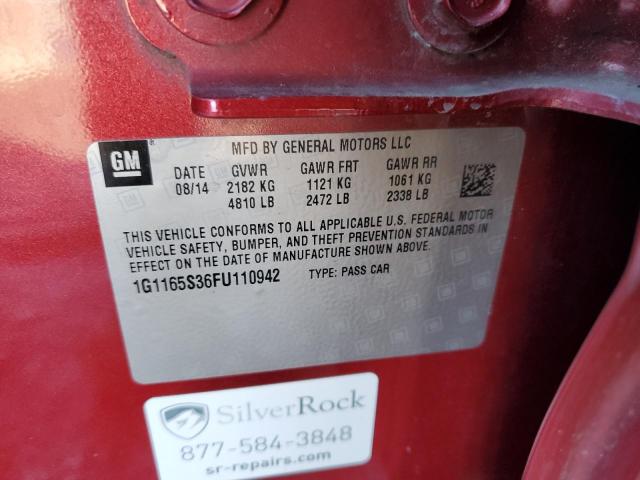 GM ®
MFD BY GENERAL MOTORS LLC
DATE GVWR GAWR FRT GAWR RR
08/14 2182 KG 1121 KG 1061 KG
4810 LB 2472 LB 2338 LB
THIS VEHICLE CONFORMS TO ALL APPLICABLE U.S. FEDERAL MOTOR
VEHICLE SAFETY, BUMPER, AND THEFT PREVENTION STANDARDS IN
EFFECT ON THE DATE OF MANUFACTURE SHOWN ABOVE.
1G1165S36FU110942 TYPE: PASS CAR
SilverRock
877-584-3848
sr-repairs.com